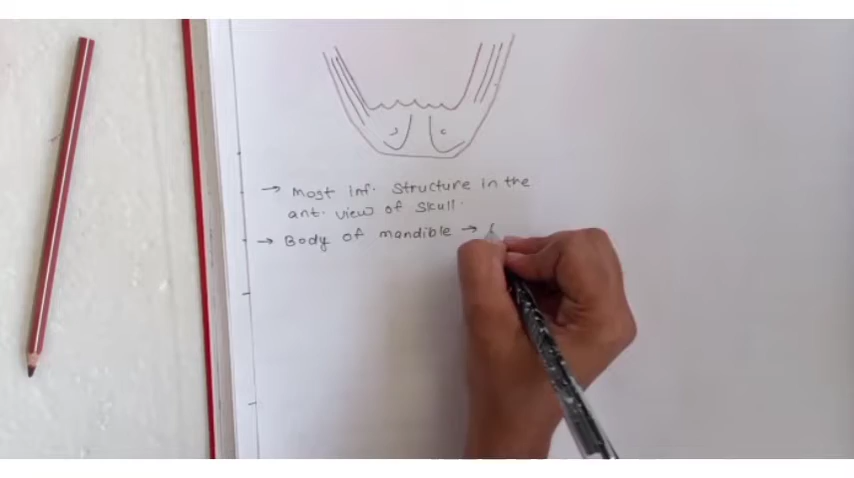 → Most inf. structure in the
ant. view of skull.
→ Body of mandible →